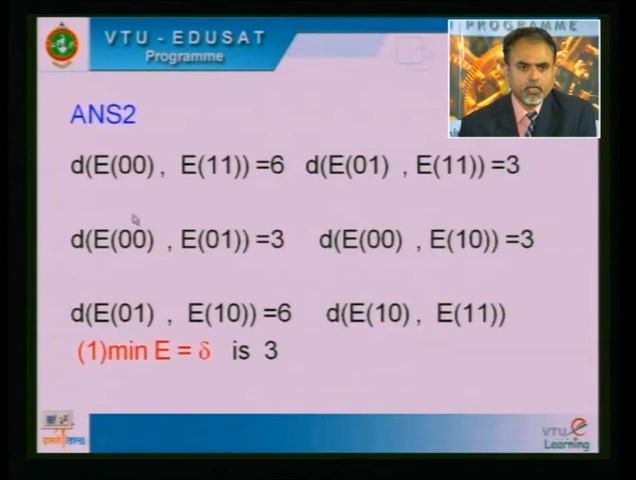 VTU - EDUSAT
Programme
PROGRAMME
ANS2
d(E(00) , E(11)) =6 d(E(01) , E(11)) =3
d(E(00) , E(01)) =3 d(E(00) , E(10)) =3
d(E(01) , E(10)) =6 d(E(10), E(11))
(1)min E = δ is 3
VTU e
Learning